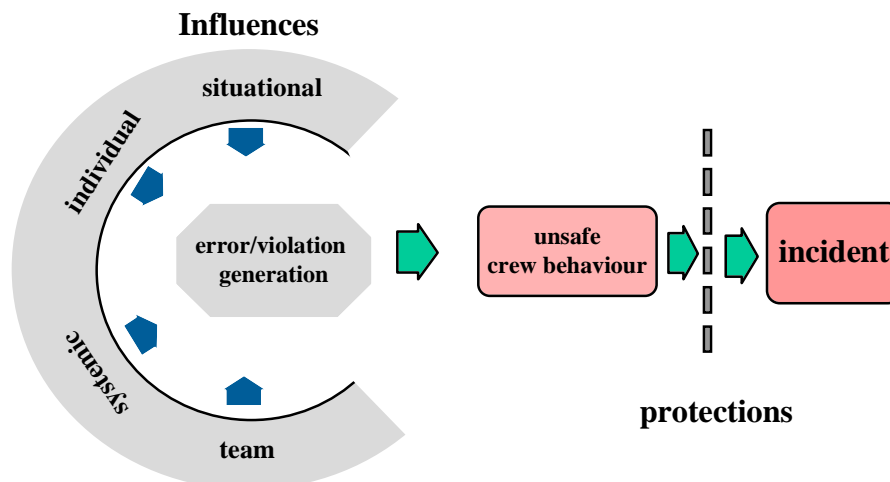 Influences
situational
individual
systemic
team
error/violation
generation
unsafe
crew behaviour
incident
protections